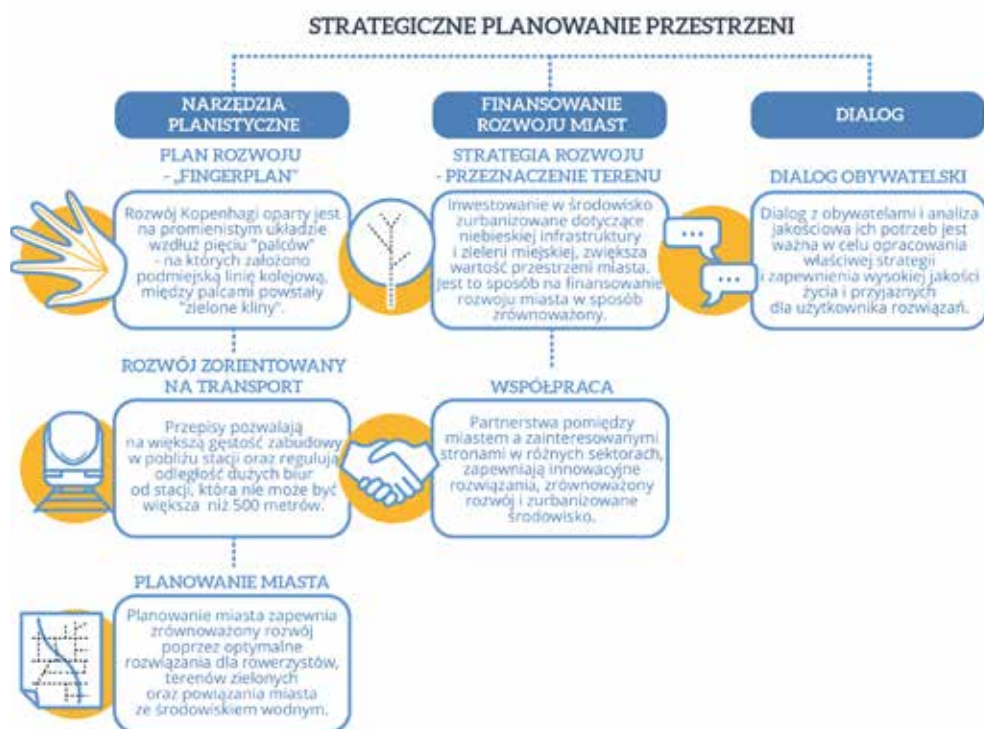 STRATEGICZNE PLANOWANIE PRZESTRZENI
NARZĘDZIA
PLANISTYCZNE
PLAN ROZWOJU
- „FINGERPLAN”
Rozwój Kopenhagi oparty jest
na promienistym układzie
wzdłuż pięciu "palców"
- na których założono
podmiejską linię kolejową,
między palcami powstały
"zielone kliny".
ROZWÓJ ZORIENTOWANY
NA TRANSPORT
Przepisy pozwalają
na większą gęstość zabudowy
w pobliżu stacji oraz regulują
odległość dużych biur
od stacji, która nie może być
większa niż 500 metrów.
PLANOWANIE MIASTA
Planowanie miasta zapewnia
zrównoważony rozwój
poprzez optymalne
rozwiązania dla rowerzystów,
terenów zielonych
oraz powiązania miasta
ze środowiskiem wodnym.
FINANSOWANIE
ROZWOJU MIAST
STRATEGIA ROZWOJU
- PRZEZNACZENIE TERENU
Inwestowanie w środowisko
zurbanizowane dotyczące
niebieskiej infrastruktury
i zieleni miejskiej, zwiększa
wartość przestrzeni miasta.
Jest to sposób na finansowanie
rozwoju miasta w sposób
zrównoważony.
WSPÓŁPRACA
Partnerstwa pomiędzy
miastem a zainteresowanymi
stronami w różnych sektorach,
zapewniają innowacyjne
rozwiązania, zrównoważony
rozwój i zurbanizowane
środowisko.
DIALOG
DIALOG OBYWATELSKI
Dialog z obywatelami i analiza
jakościowa ich potrzeb jest
ważna w celu opracowania
właściwej strategii
i zapewnienia wysokiej jakości
życia i przyjaznych
dla użytkownika rozwiązań.